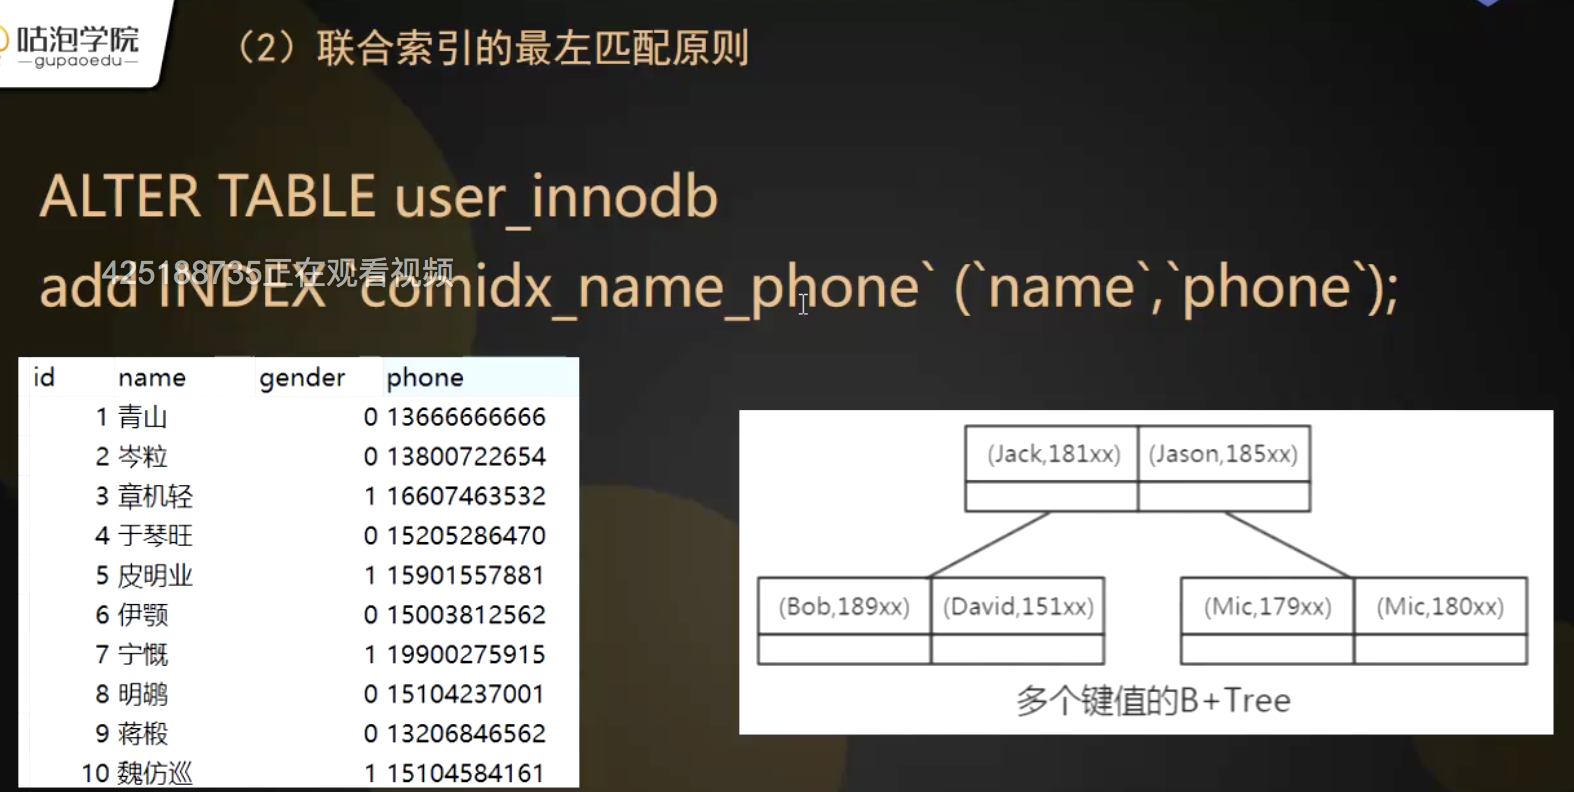 咕泡学院
gupaoedu
（2）联合索引的最左匹配原则
ALTER TABLE user_innodb
add INDEX `comidx_name_phone` (`name`,`phone`);
425188735正在观看视频
id name gender phone
1 青山 0 13666666666
2 岑粒 0 13800722654
3 章机轻 1 16607463532
4 于琴旺 0 15205286470
5 皮明业 1 15901557881
6 伊颚 0 15003812562
7 宁慨 1 19900275915
8 明鹕 0 15104237001
9 蒋椴 0 13206846562
10 魏仿巡 1 15104584161
(Jack,181xx) (Jason,185xx)
(Bob,189xx) (David,151xx) (Mic,179xx) (Mic,180xx)
多个键值的B+Tree